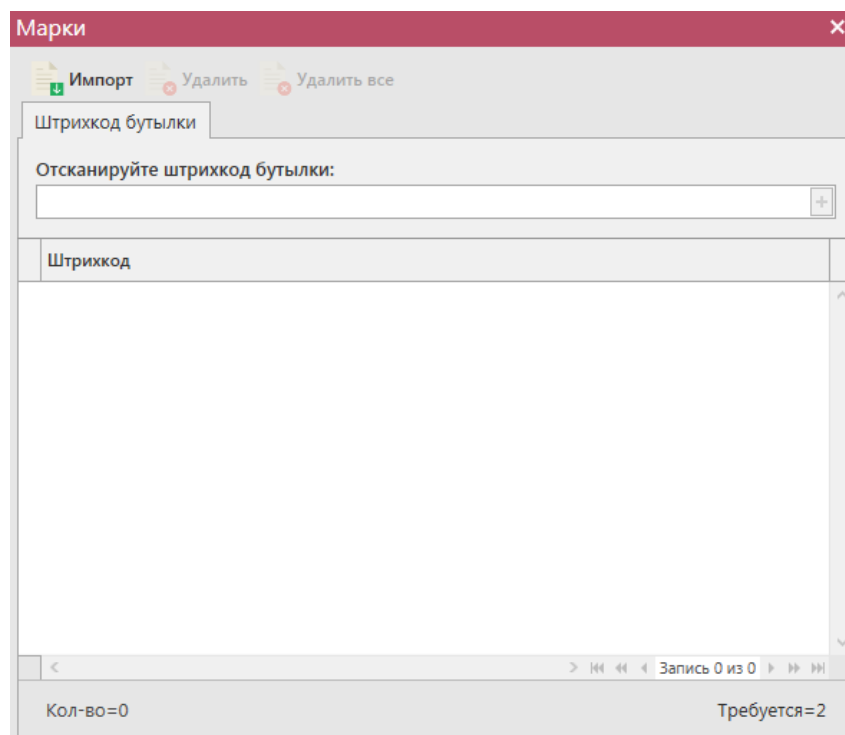 Марки
Импорт Удалить Удалить все
Штрихкод бутылки
Отсканируйте штрихкод бутылки:
Штрихкод
Запись 0 из 0
Кол-во=0 Требуется=2